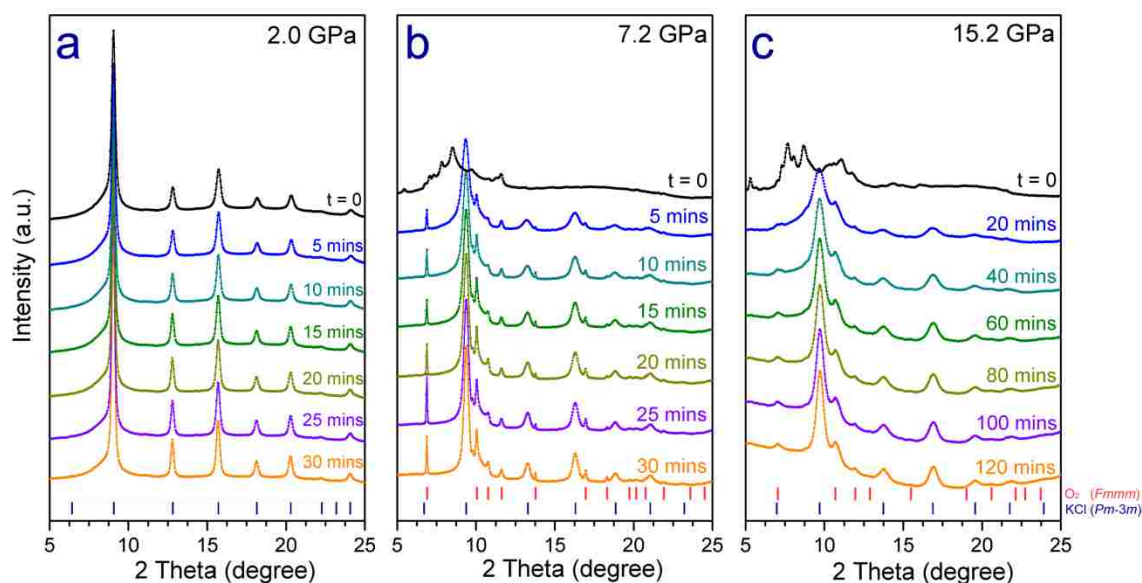 a
2.0 GPa
t = 0
5 mins
10 mins
15 mins
20 mins
25 mins
30 mins
5 10 15 20 25
2 Theta (degree)
Intensity (a.u.)
b
7.2 GPa
t = 0
5 mins
10 mins
15 mins
20 mins
25 mins
30 mins
5 10 15 20 25
2 Theta (degree)
c
15.2 GPa
t = 0
20 mins
40 mins
60 mins
80 mins
100 mins
120 mins
5 10 15 20 25
2 Theta (degree)
O₂ (Fmmm)
KCl (Pm-3m)